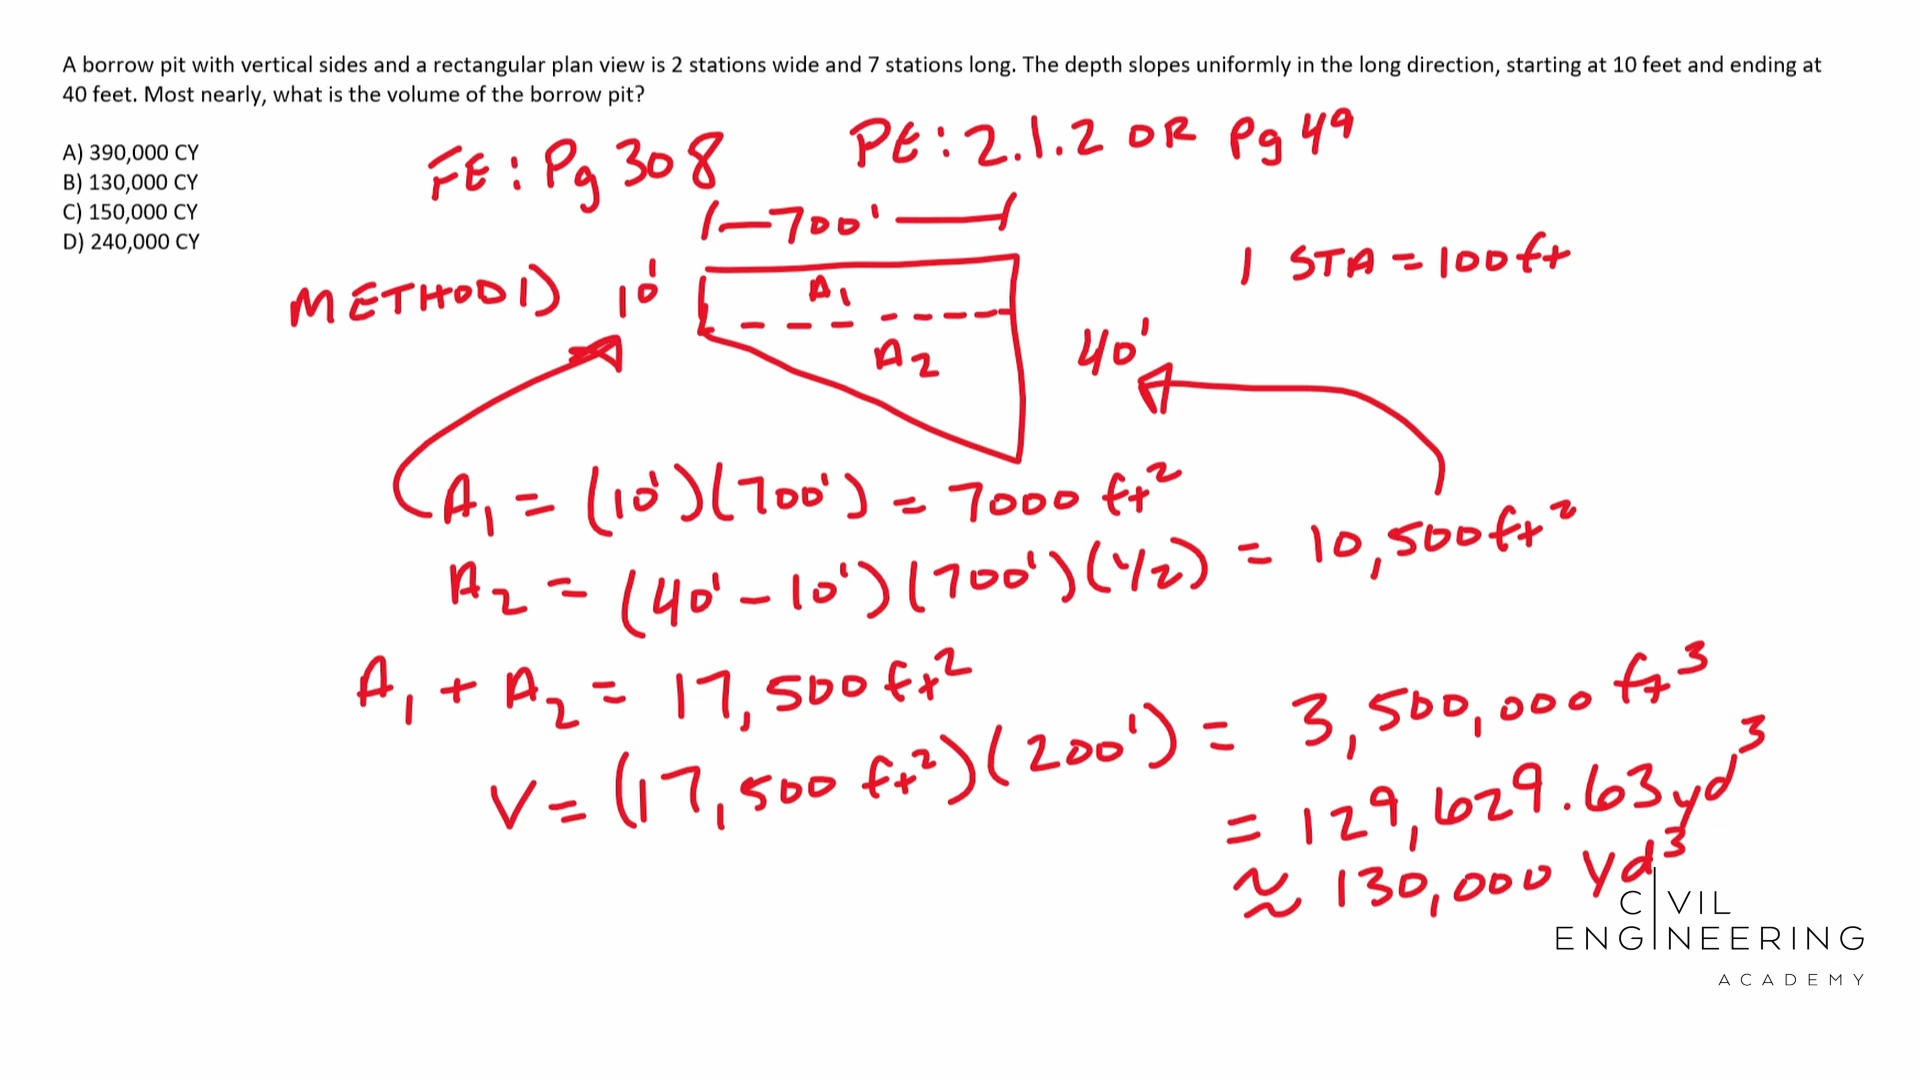 A borrow pit with vertical sides and a rectangular plan view is 2 stations wide and 7 stations long. The depth slopes uniformly in the long direction, starting at 10 feet and ending at
40 feet. Most nearly, what is the volume of the borrow pit?
A) 390,000 CY
B) 130,000 CY
C) 150,000 CY
D) 240,000 CY
FE: Pg 308
PE: 2.1.2 OR Pg 49
700'
1 STA = 100ft
METHOD 1) 10'
A₁
A₂
40'
A₁ = (10')(700') = 7000 ft²
A₂ = (40' - 10')(700')(1/2) = 10,500ft²
A₁ + A₂ = 17,500 ft²
V = (17,500 ft²)(200') = 3,500,000 ft³
= 129,629.63 yd³
≈ 130,000 yd³
CIVIL
ENGINEERING
ACADEMY